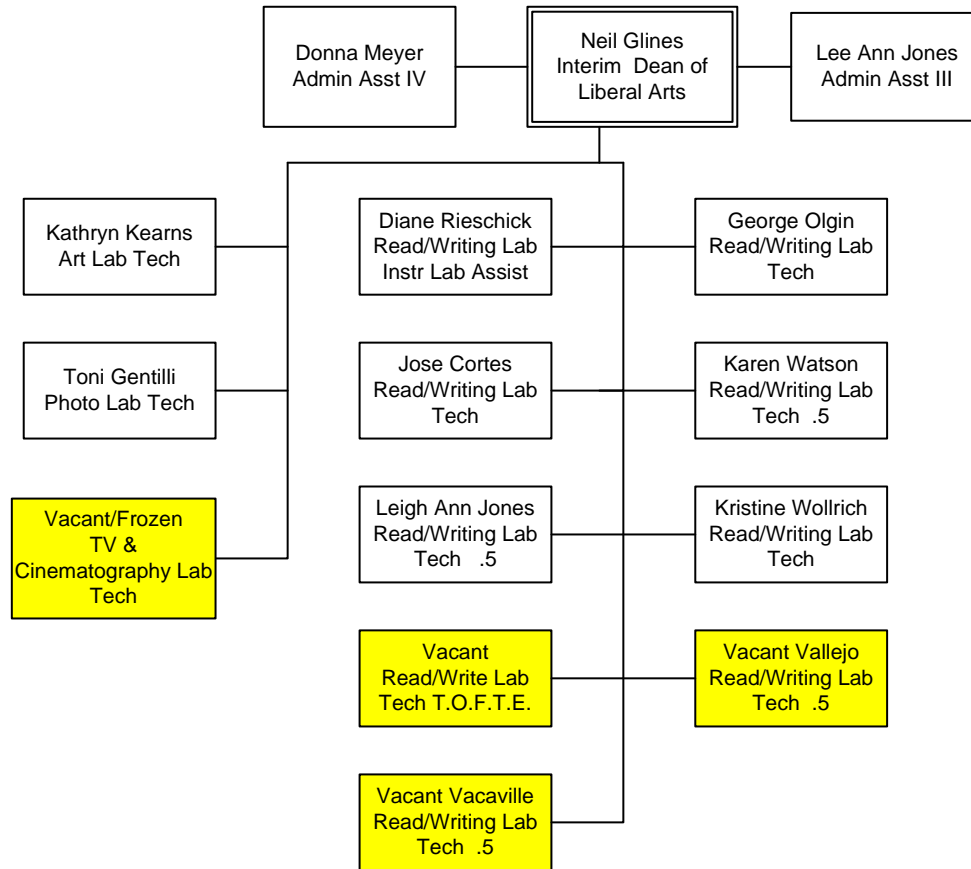 Donna Meyer
Admin Asst IV
Neil Glines
Interim Dean of
Liberal Arts
Lee Ann Jones
Admin Asst III
Kathryn Kearns
Art Lab Tech
Diane Rieschick
Read/Writing Lab
Instr Lab Assist
George Olgin
Read/Writing Lab
Tech
Toni Gentilli
Photo Lab Tech
Jose Cortes
Read/Writing Lab
Tech
Karen Watson
Read/Writing Lab
Tech .5
Vacant/Frozen
TV &
Cinematography Lab
Tech
Leigh Ann Jones
Read/Writing Lab
Tech .5
Kristine Wollrich
Read/Writing Lab
Tech
Vacant
Read/Write Lab
Tech T.O.F.T.E.
Vacant Vallejo
Read/Writing Lab
Tech .5
Vacant Vacaville
Read/Writing Lab
Tech .5